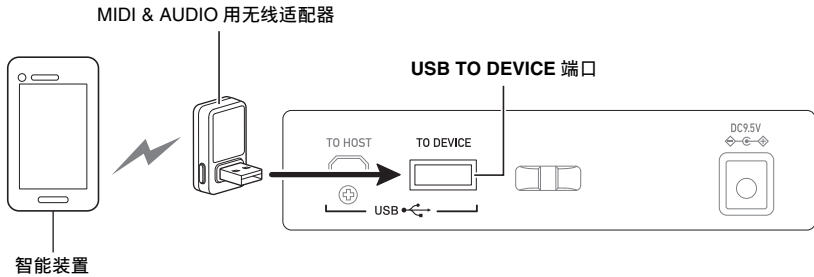 MIDI & AUDIO 用无线适配器
USB TO DEVICE 端口
TO HOST
TO DEVICE
DC9.5V
USB
智能装置